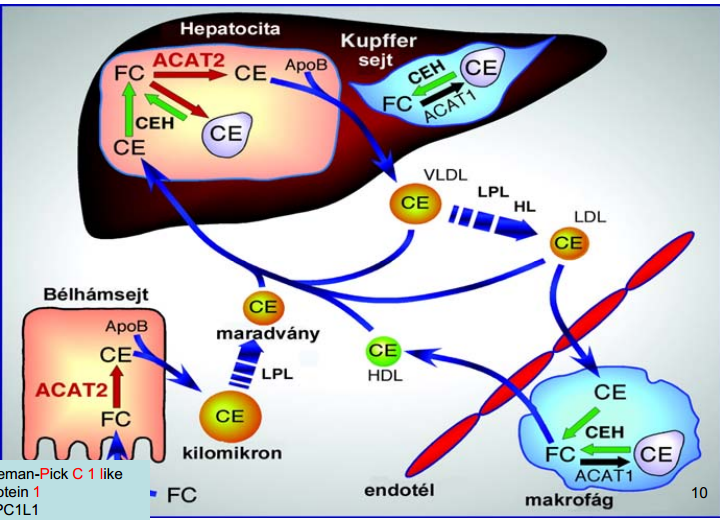 Hepatocita
Kupffer
sejt
ACAT2
FC
CE
ApoB
CEH
CE
CE
CEH
CE
FC
ACAT1
VLDL
CE
LPL
HL
LDL
CE
Bélhámsejt
ApoB
CE
ACAT2
FC
CE
maradvány
LPL
CE
kilomikron
CE
HDL
CE
CEH
FC
CE
ACAT1
endotél
makrofág
10
eman-Pick C 1 like
otein 1
PC1L1
FC